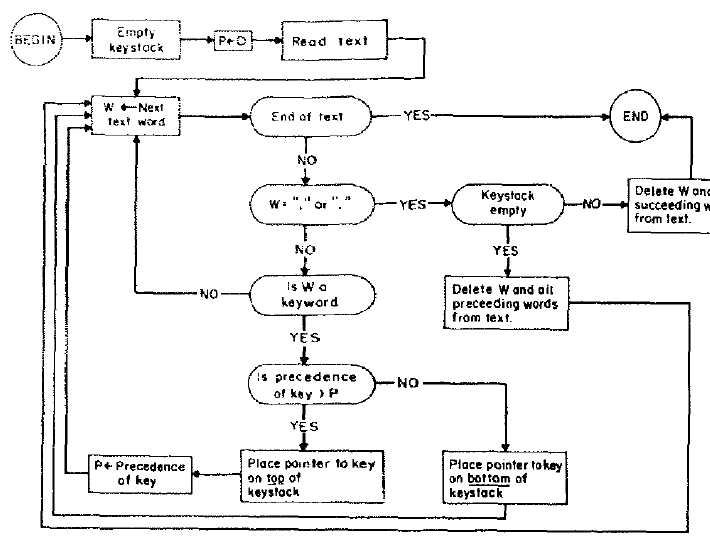 BEGIN
Empty
keystack
P←0
Read text
W ← Next
text word
End of text
YES
END
NO
W= "," or "."
YES
Keystack
empty
NO
Delete W and
succeeding w
from text.
NO
YES
Is W a
keyword
NO
Delete W and all
preceeding words
from text.
YES
Is precedence
of key > P
NO
YES
P← Precedence
of key
Place pointer to key
on top of
keystack
Place pointer to key
on bottom of
keystack